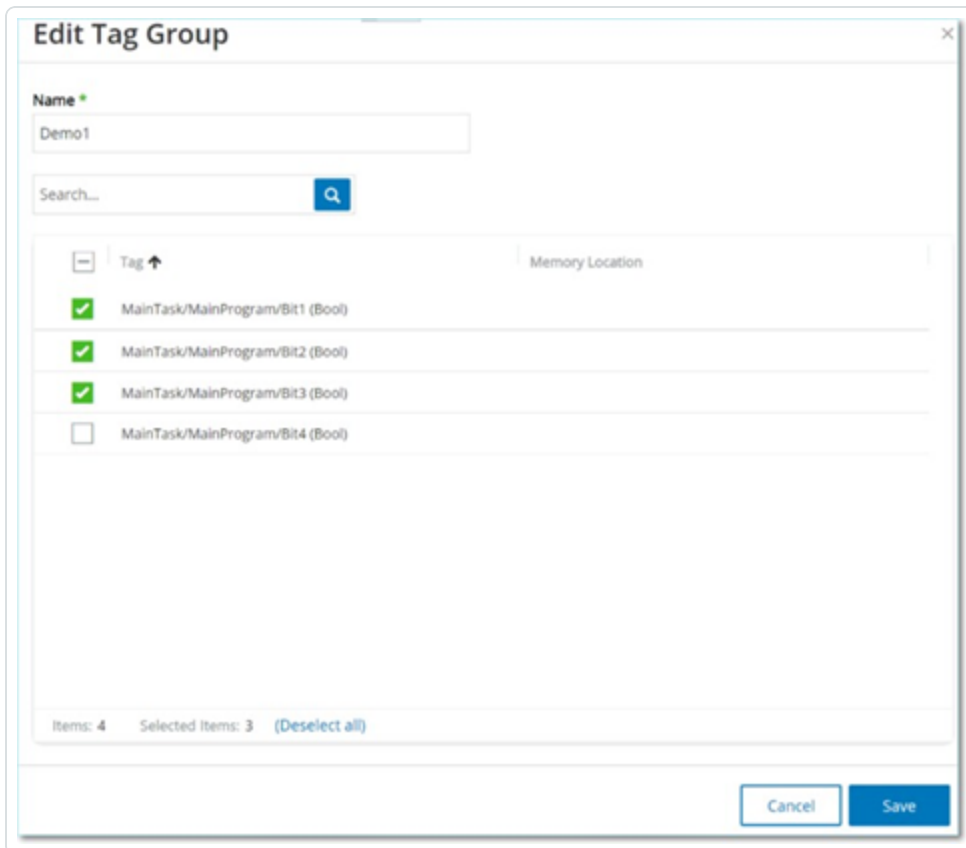 Edit Tag Group
Name *
Demo1
Search...
Tag Memory Location
MainTask/MainProgram/Bit1 (Bool)
MainTask/MainProgram/Bit2 (Bool)
MainTask/MainProgram/Bit3 (Bool)
MainTask/MainProgram/Bit4 (Bool)
Items: 4 Selected Items: 3 (Deselect all)
Cancel Save